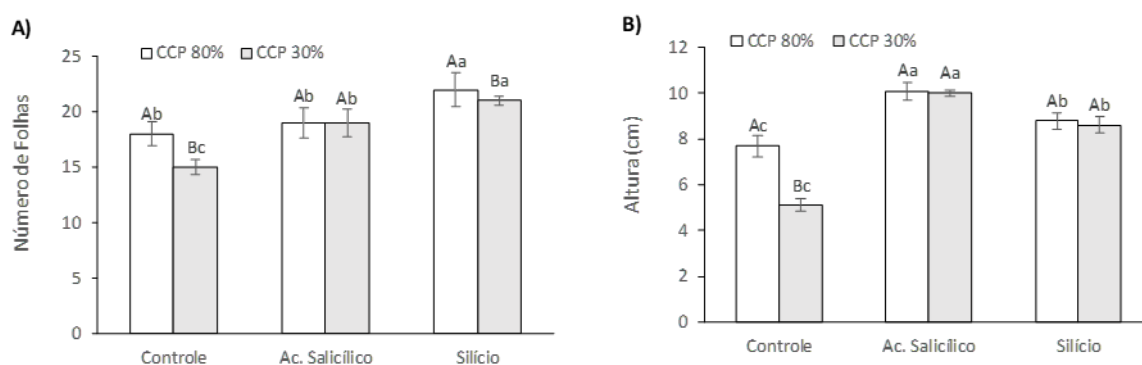 A)
CCP 80% CCP 30%
Número de Folhas
25
20
15
10
5
0
Ab
Bc
Ab
Ab
Aa
Ba
Controle
Ac. Salicílico
Silício
B)
CCP 80% CCP 30%
Altura (cm)
12
10
8
6
4
2
0
Ac
Bc
Aa
Aa
Ab
Ab
Controle
Ac. Salicílico
Silício